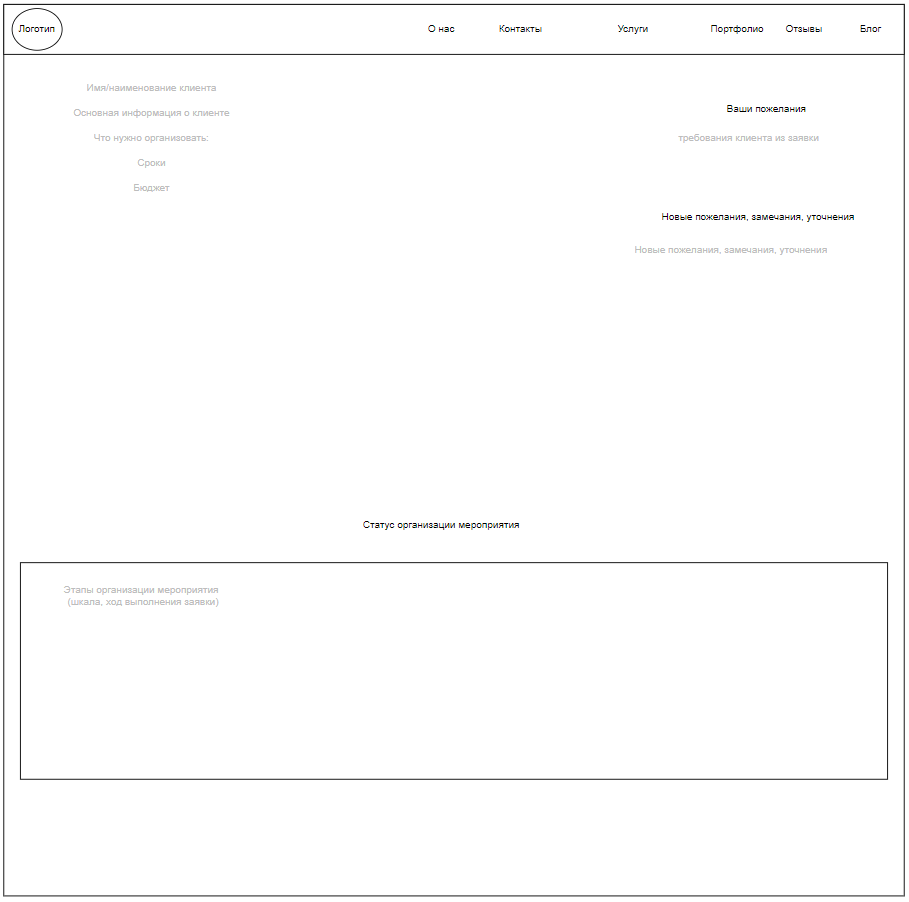 Логотип
О нас
Контакты
Услуги
Портфолио
Отзывы
Блог
Имя/наименование клиента
Основная информация о клиенте
Что нужно организовать:
Сроки
Бюджет
Ваши пожелания
требования клиента из заявки
Новые пожелания, замечания, уточнения
Новые пожелания, замечания, уточнения
Статус организации мероприятия
Этапы организации мероприятия
(шкала, ход выполнения заявки)